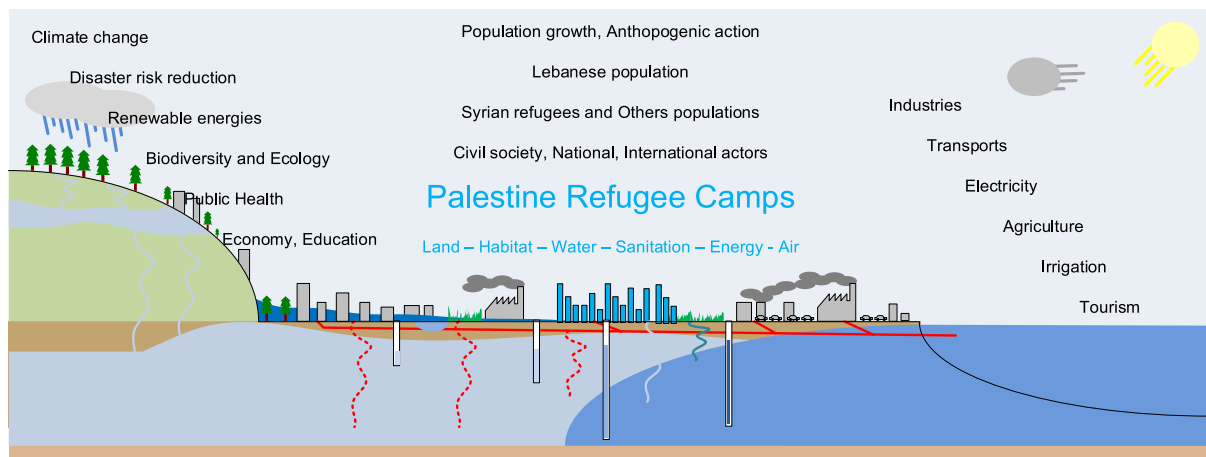 Climate change
Disaster risk reduction
Renewable energies
Biodiversity and Ecology
Public Health
Economy, Education
Population growth, Anthopogenic action
Lebanese population
Syrian refugees and Others populations
Civil society, National, International actors
Palestine Refugee Camps
Land – Habitat – Water – Sanitation – Energy - Air
Industries
Transports
Electricity
Agriculture
Irrigation
Tourism